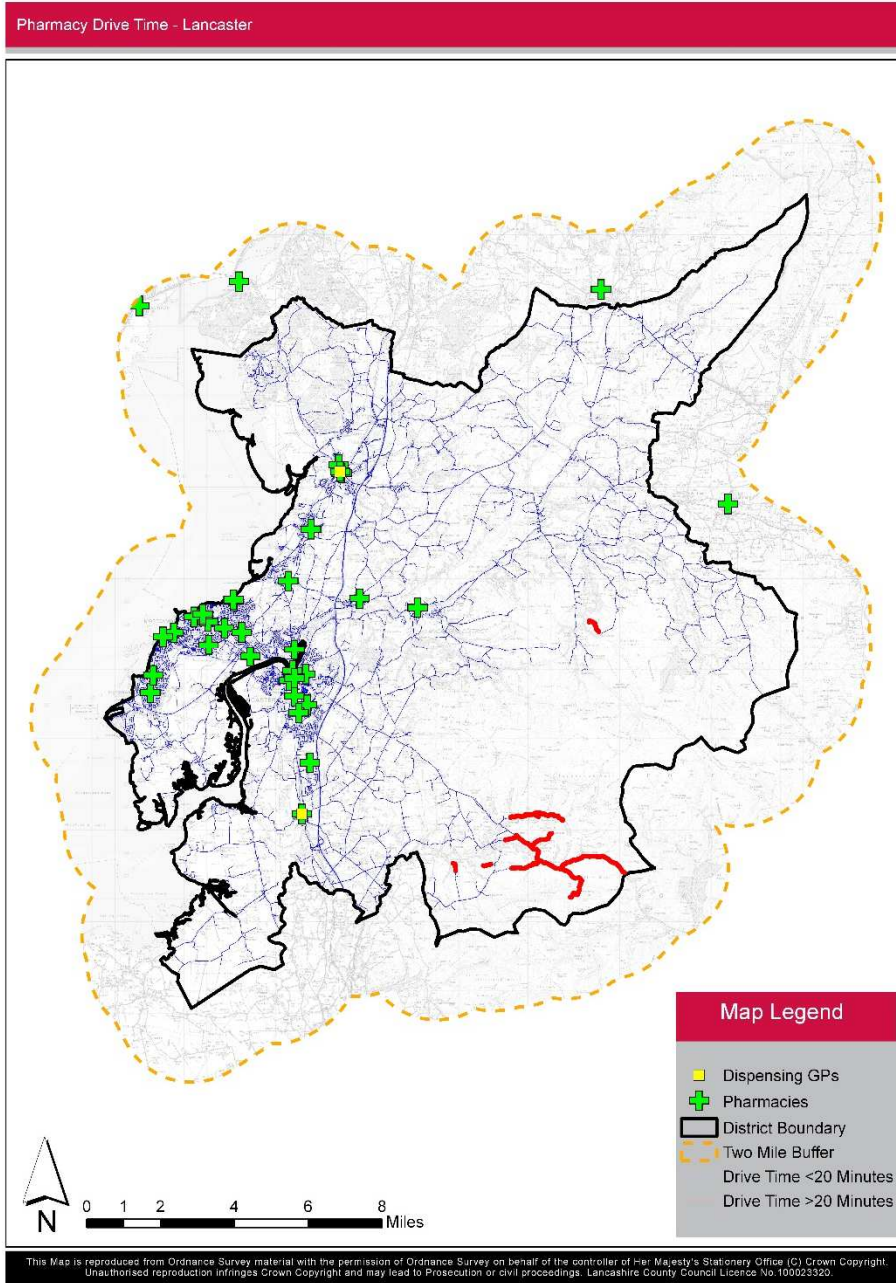 Pharmacy Drive Time - Lancaster
Map Legend
Dispensing GPs
Pharmacies
District Boundary
Two Mile Buffer
Drive Time <20 Minutes
Drive Time >20 Minutes
N
0 1 2 4 6 8
Miles
This Map is reproduced from Ordnance Survey material with the permission of Ordnance Survey on behalf of the controller of Her Majesty's Stationery Office (C) Crown Copyright.
Unauthorised reproduction infringes Crown Copyright and may lead to Prosecution or civil proceedings. Lancashire County Council Licence No. 100023320.